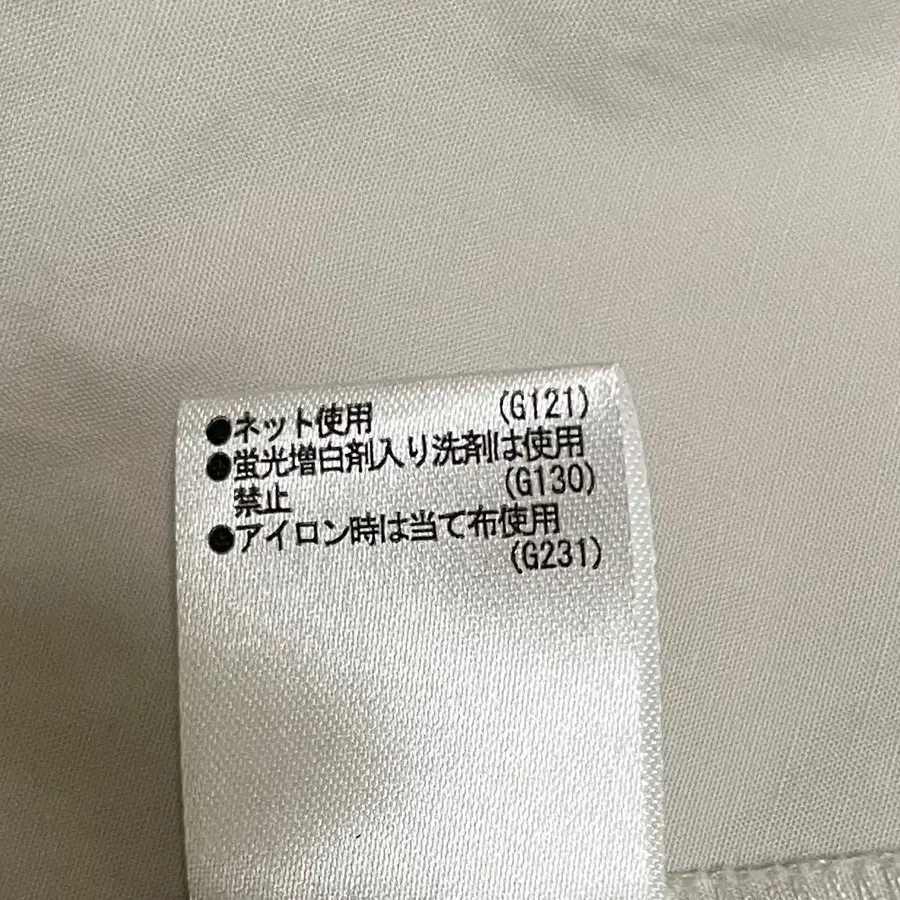 ●ネット使用 (G121)
●蛍光増白剤入り洗剤は使用
禁止 (G130)
●アイロン時は当て布使用
(G231)